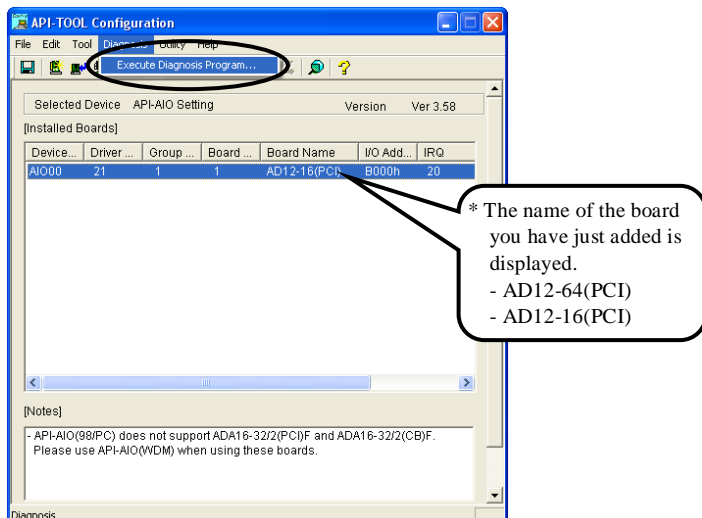 API-TOOL Configuration
File Edit Tool Diagnosis Utility Help
Execute Diagnosis Program...
Selected Device API-AIO Setting Version Ver 3.58
[Installed Boards]
Device... Driver ... Group ... Board ... Board Name I/O Add... IRQ
AIO00 21 1 1 AD12-16(PCI) B000h 20
* The name of the board
you have just added is
displayed.
- AD12-64(PCI)
- AD12-16(PCI)
[Notes]
- API-AIO(98/PC) does not support ADA16-32/2(PCI)F and ADA16-32/2(CB)F.
Please use API-AIO(WDM) when using these boards.
Diagnosis